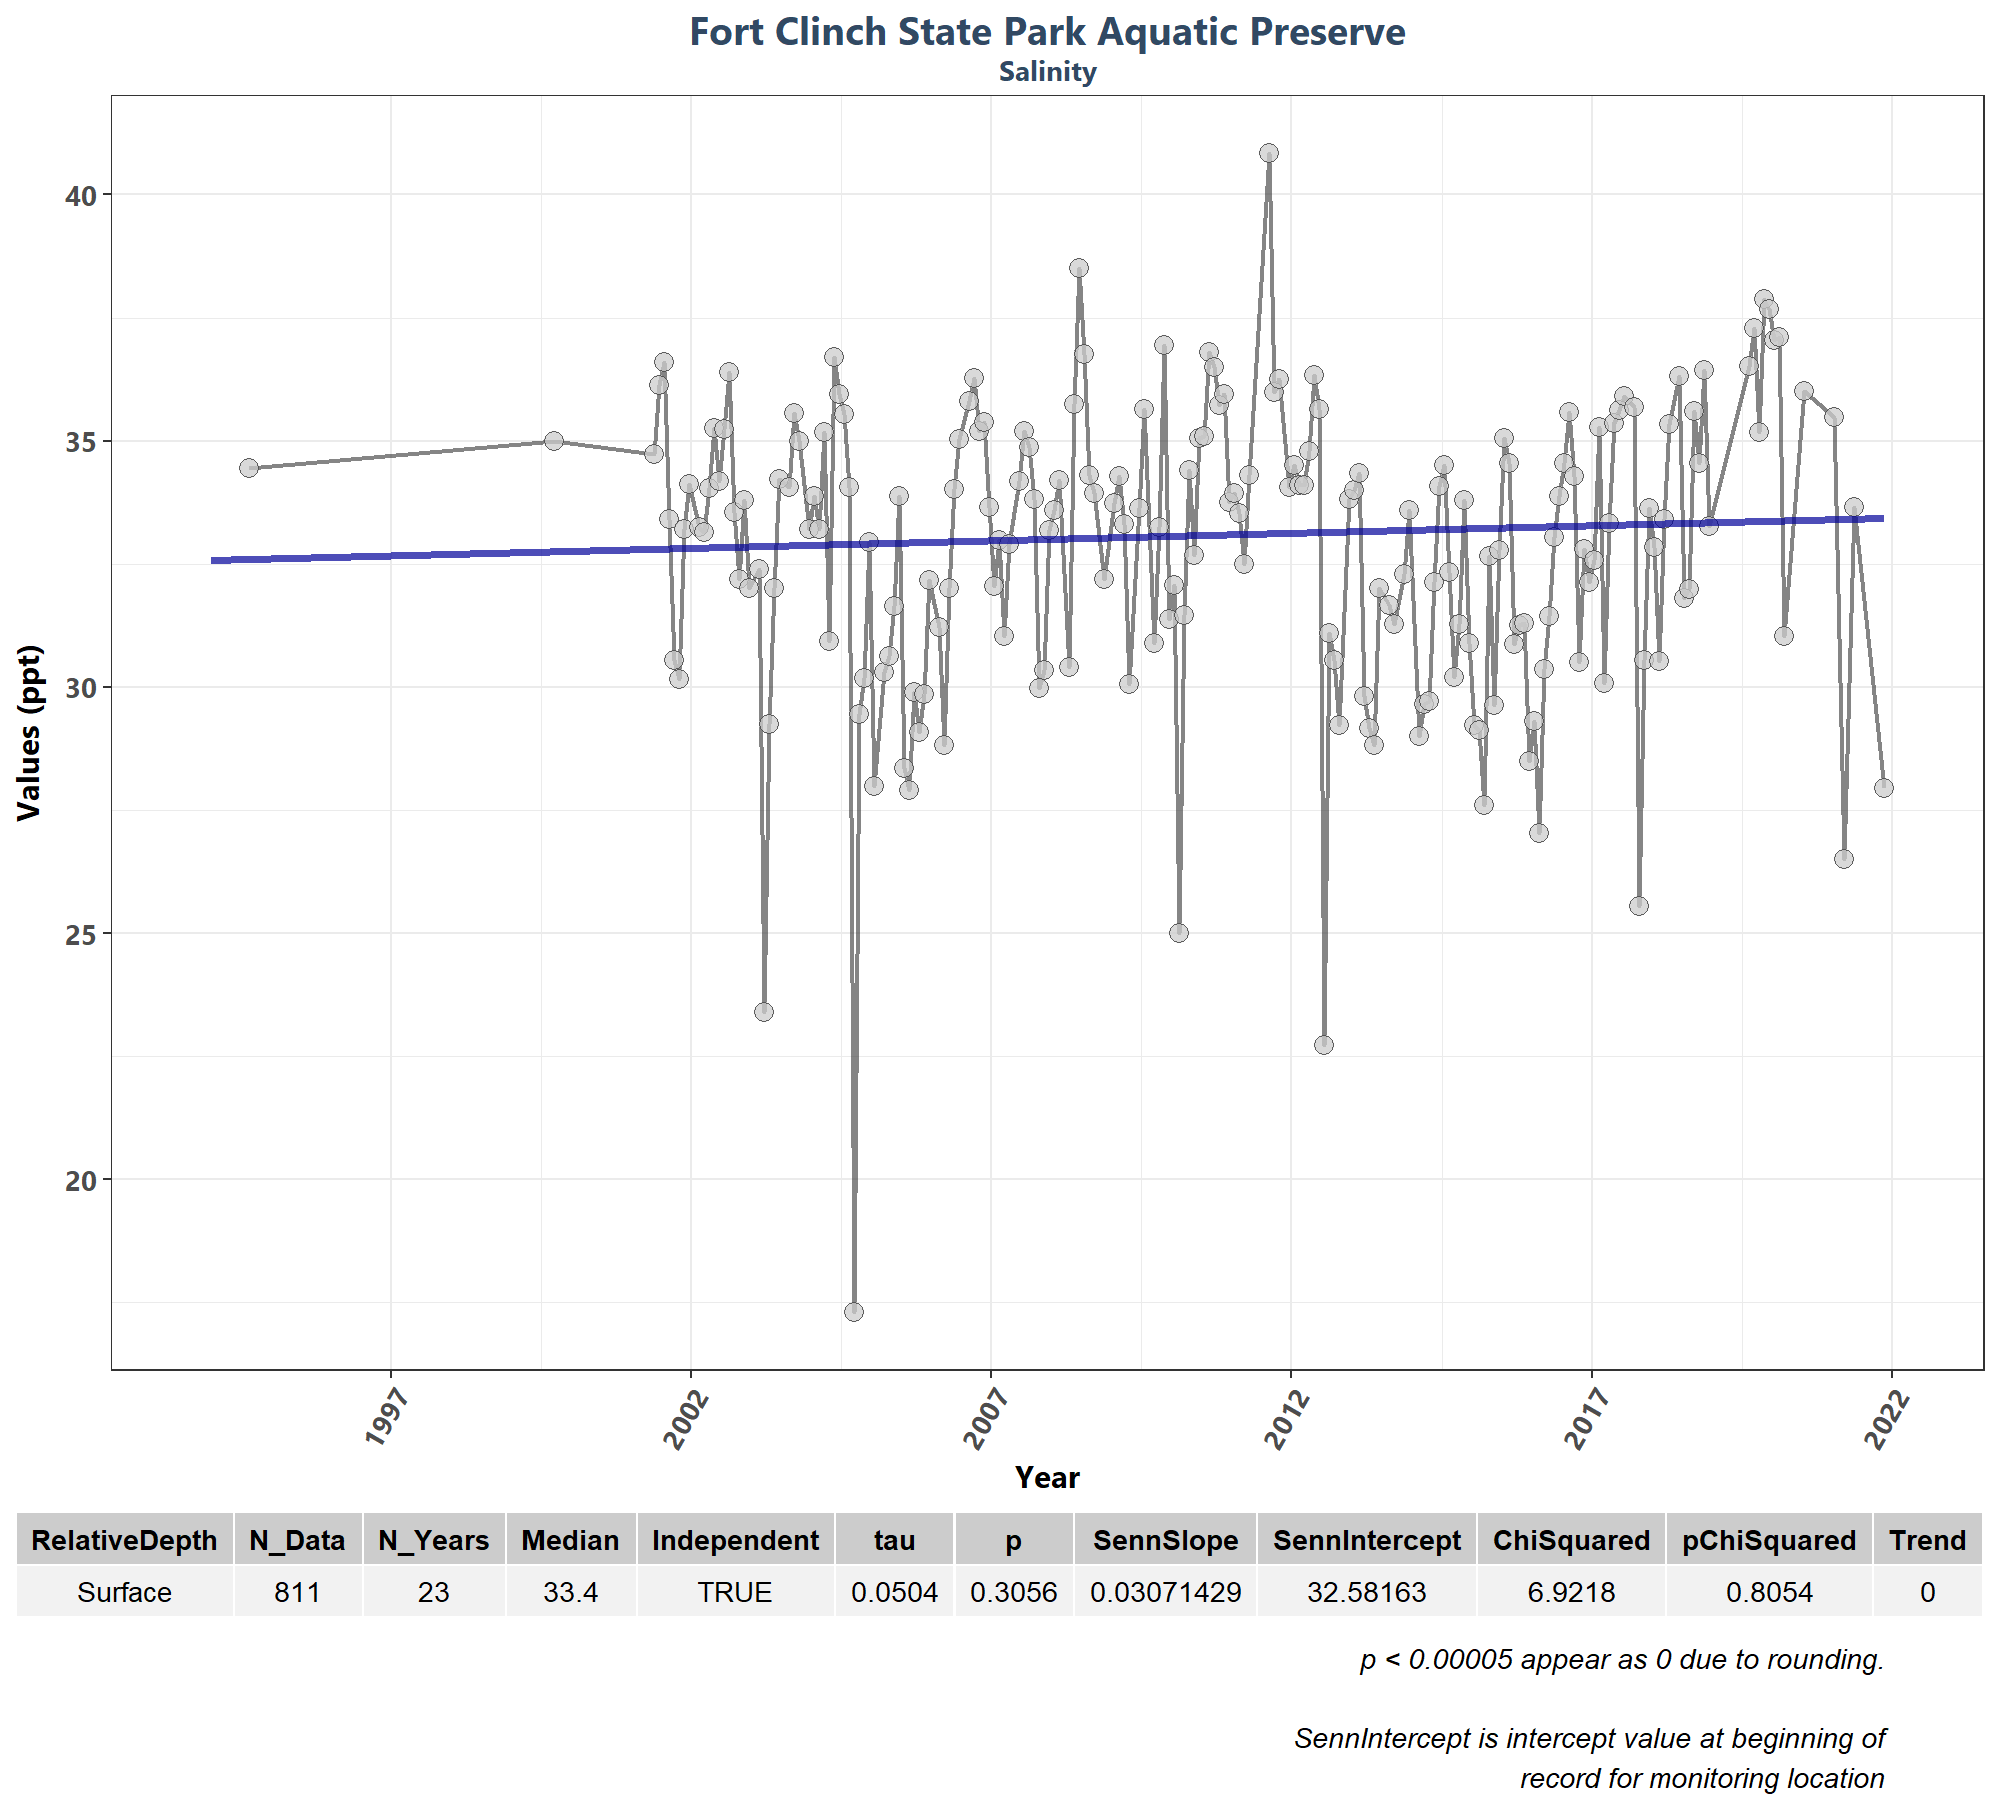 Fort Clinch State Park Aquatic Preserve
Salinity
Values (ppt)
40
35
30
25
20
1997 2002 2007 2012 2017 2022
Year
RelativeDepth N_Data N_Years Median Independent tau p SennSlope SennIntercept ChiSquared pChiSquared Trend
Surface 811 23 33.4 TRUE 0.0504 0.3056 0.03071429 32.58163 6.9218 0.8054 0
p < 0.00005 appear as 0 due to rounding.
SennIntercept is intercept value at beginning of
record for monitoring location